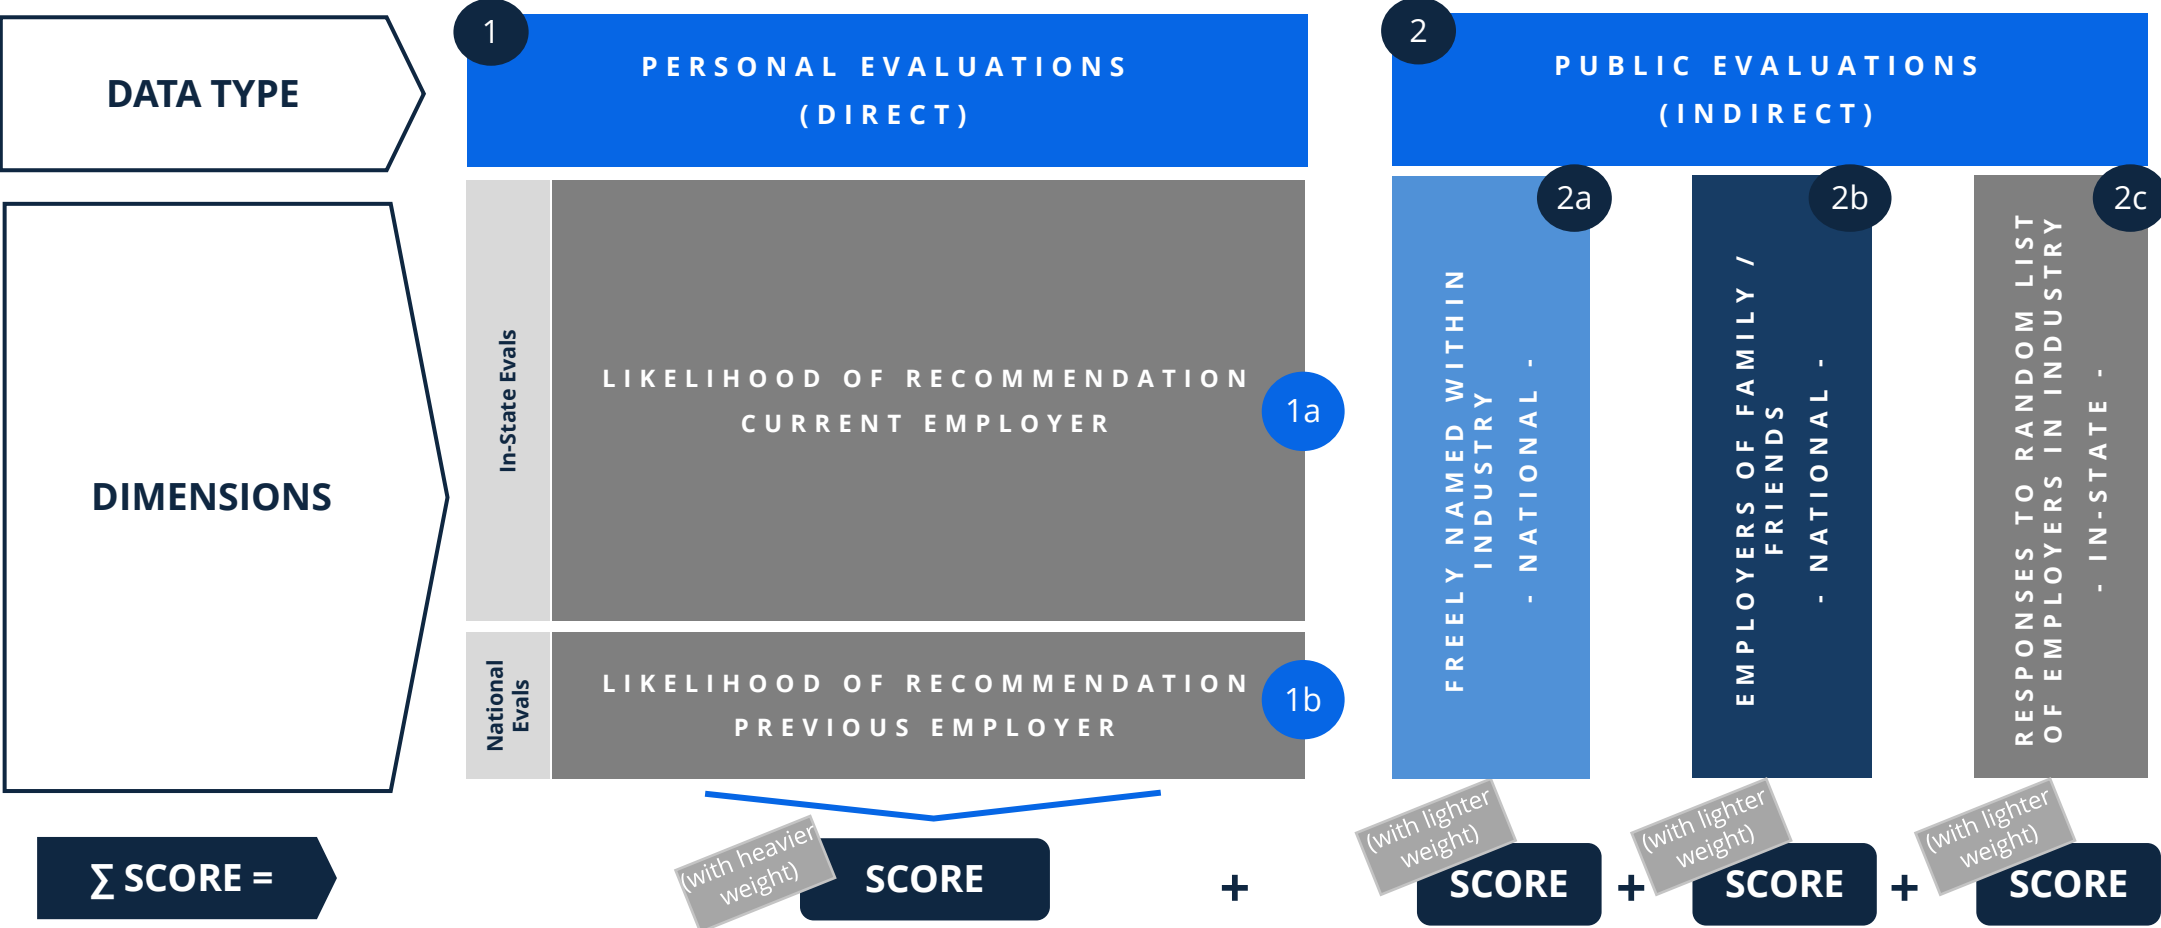 DATA TYPE
1
PERSONAL EVALUATIONS
(DIRECT)
2
PUBLIC EVALUATIONS
(INDIRECT)
DIMENSIONS
In-State Evals
LIKELIHOOD OF RECOMMENDATION
CURRENT EMPLOYER
1a
National
Evals
LIKELIHOOD OF RECOMMENDATION
PREVIOUS EMPLOYER
1b
2a
FREELY NAMED WITHIN
INDUSTRY
- NATIONAL -
2b
EMPLOYERS OF FAMILY /
FRIENDS
- NATIONAL -
2c
RESPONSES TO RANDOM LIST
OF EMPLOYERS IN INDUSTRY
- IN-STATE -
∑ SCORE =
(with heavier
weight)
SCORE
+
(with lighter
weight)
SCORE
+
(with lighter
weight)
SCORE
+
(with lighter
weight)
SCORE